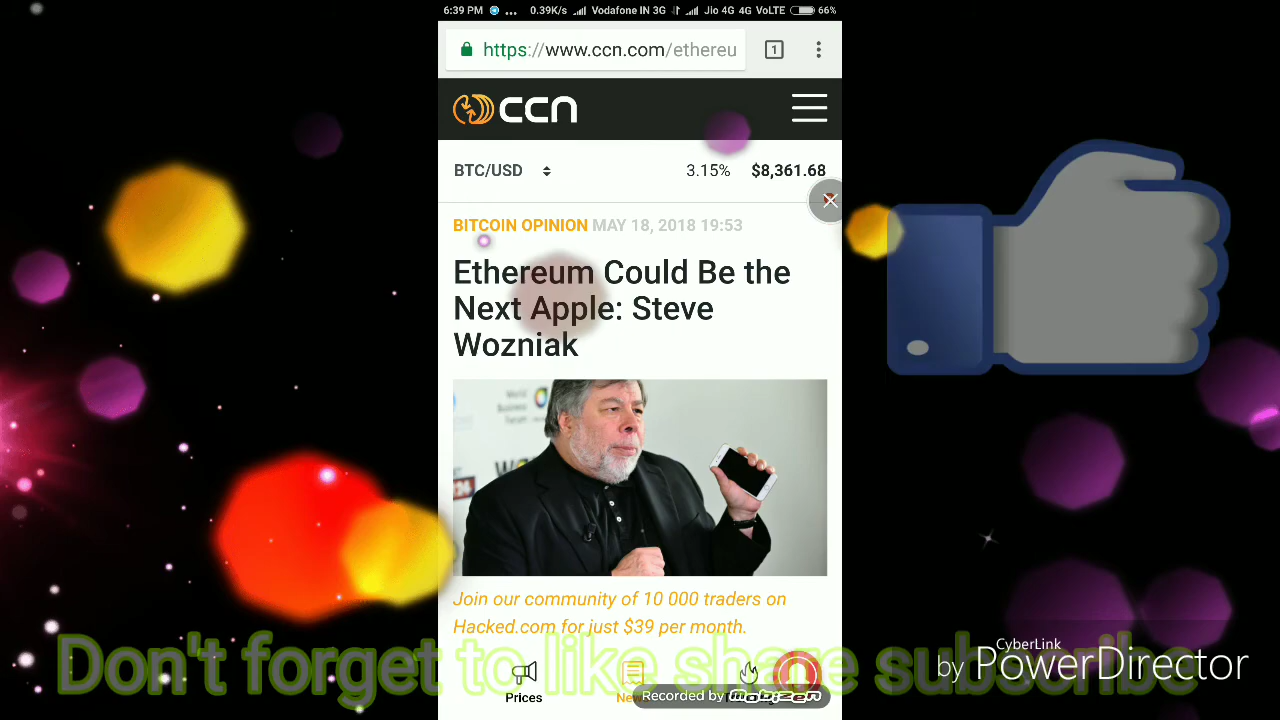 6:39 PM ... 0.39K/s Vodafone IN 3G Jio 4G 4G VoLTE 66%
https://www.ccn.com/ethereu 1
ccn
BTC/USD 3.15% $8,361.68
BITCOIN OPINION MAY 18, 2018 19:53
Ethereum Could Be the
Next Apple: Steve
Wozniak
Join our community of 10 000 traders on
Hacked.com for just $39 per month.
Don't forget to like share subscribe
CyberLink
by PowerDirector
Prices
Recorded by mobizen